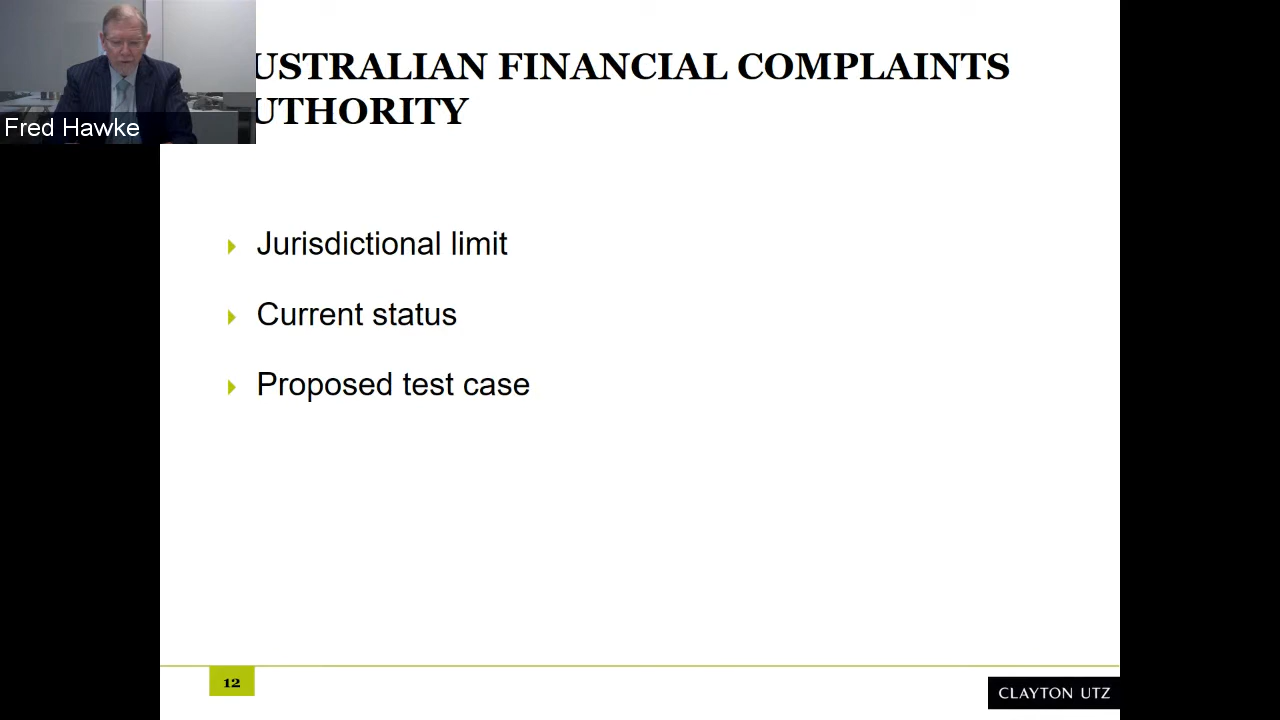 USTRALIAN FINANCIAL COMPLAINTS
UTHORITY
Fred Hawke
Jurisdictional limit
Current status
Proposed test case
12
CLAYTON UTZ